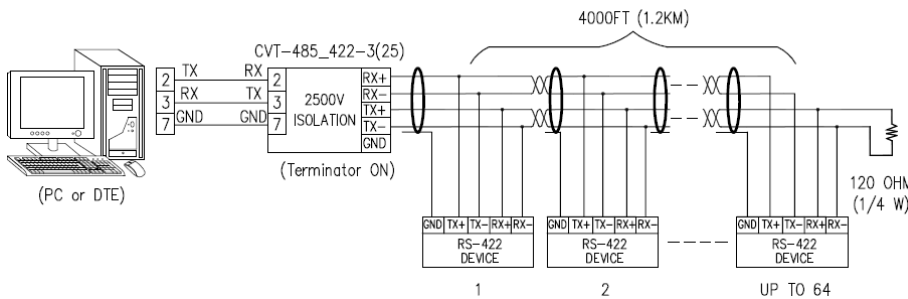 4000FT (1.2KM)
CVT-485_422-3(25)
2 TX RX 2 RX+
3 RX TX 3 2500V ISOLATION RX-
7 GND GND 7 TX+
TX-
GND
(Terminator ON)
(PC or DTE)
120 OHM
(1/4 W)
GND TX+ TX- RX+ RX-
RS-422
DEVICE
1
GND TX+ TX- RX+ RX-
RS-422
DEVICE
2
GND TX+ TX- RX+ RX-
RS-422
DEVICE
UP TO 64